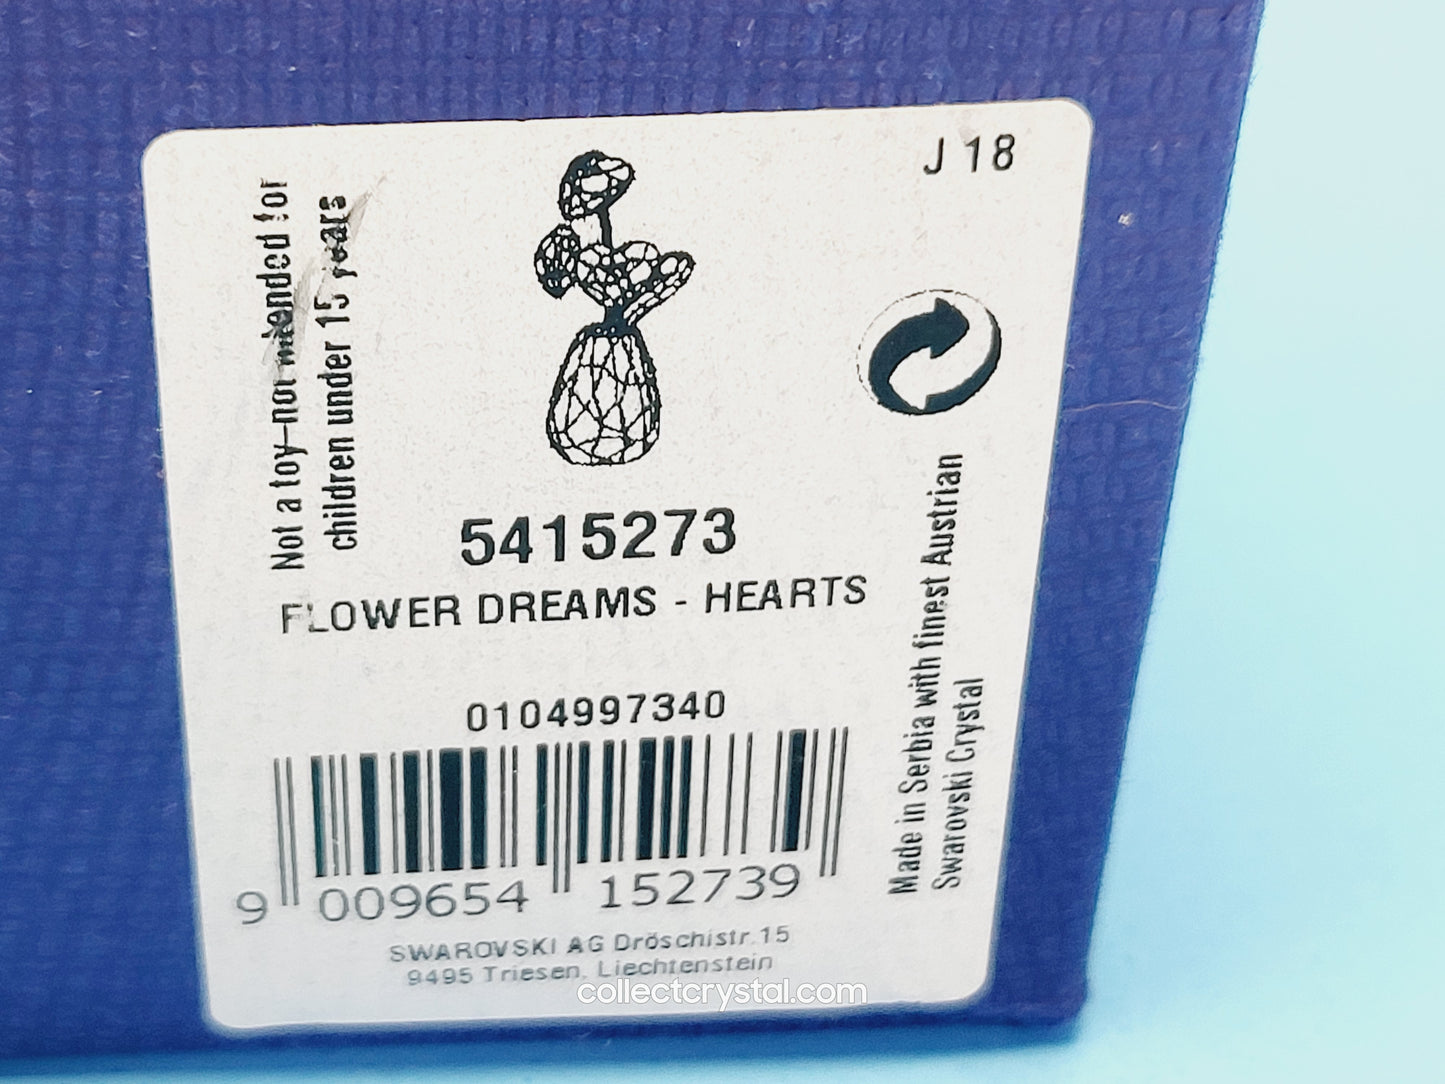 J 18
Not a toy-not intended for
children under 15 years
5415273
FLOWER DREAMS - HEARTS
0104997340
9 009654 152739
Made in Serbia with finest Austrian
Swarovski Crystal
SWAROVSKI AG Dröschistr.15
9495 Triesen, Liechtenstein
collectcrystal.com